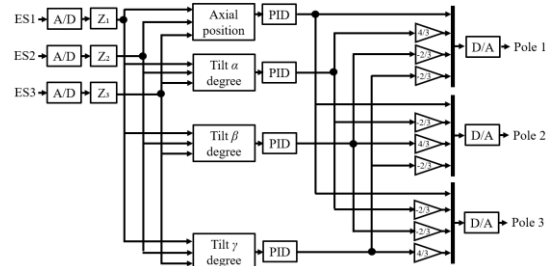 ES1 A/D Z₁ Axial position PID
4/3
-2/3
-2/3
D/A Pole 1
ES2 A/D Z₂ Tilt α degree PID
ES3 A/D Z₃
-2/3
4/3
-2/3
D/A Pole 2
Tilt β degree PID
-2/3
-2/3
4/3
D/A Pole 3
Tilt γ degree PID